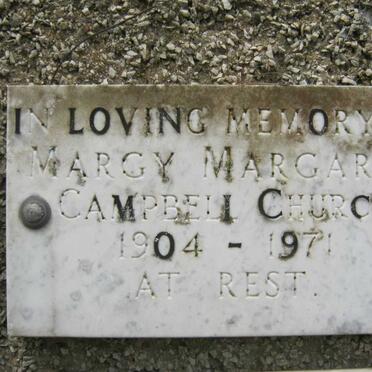 IN LOVING MEMORY
MARGY MARGAR
CAMPBELL CHURC
1904 - 1971
AT REST.